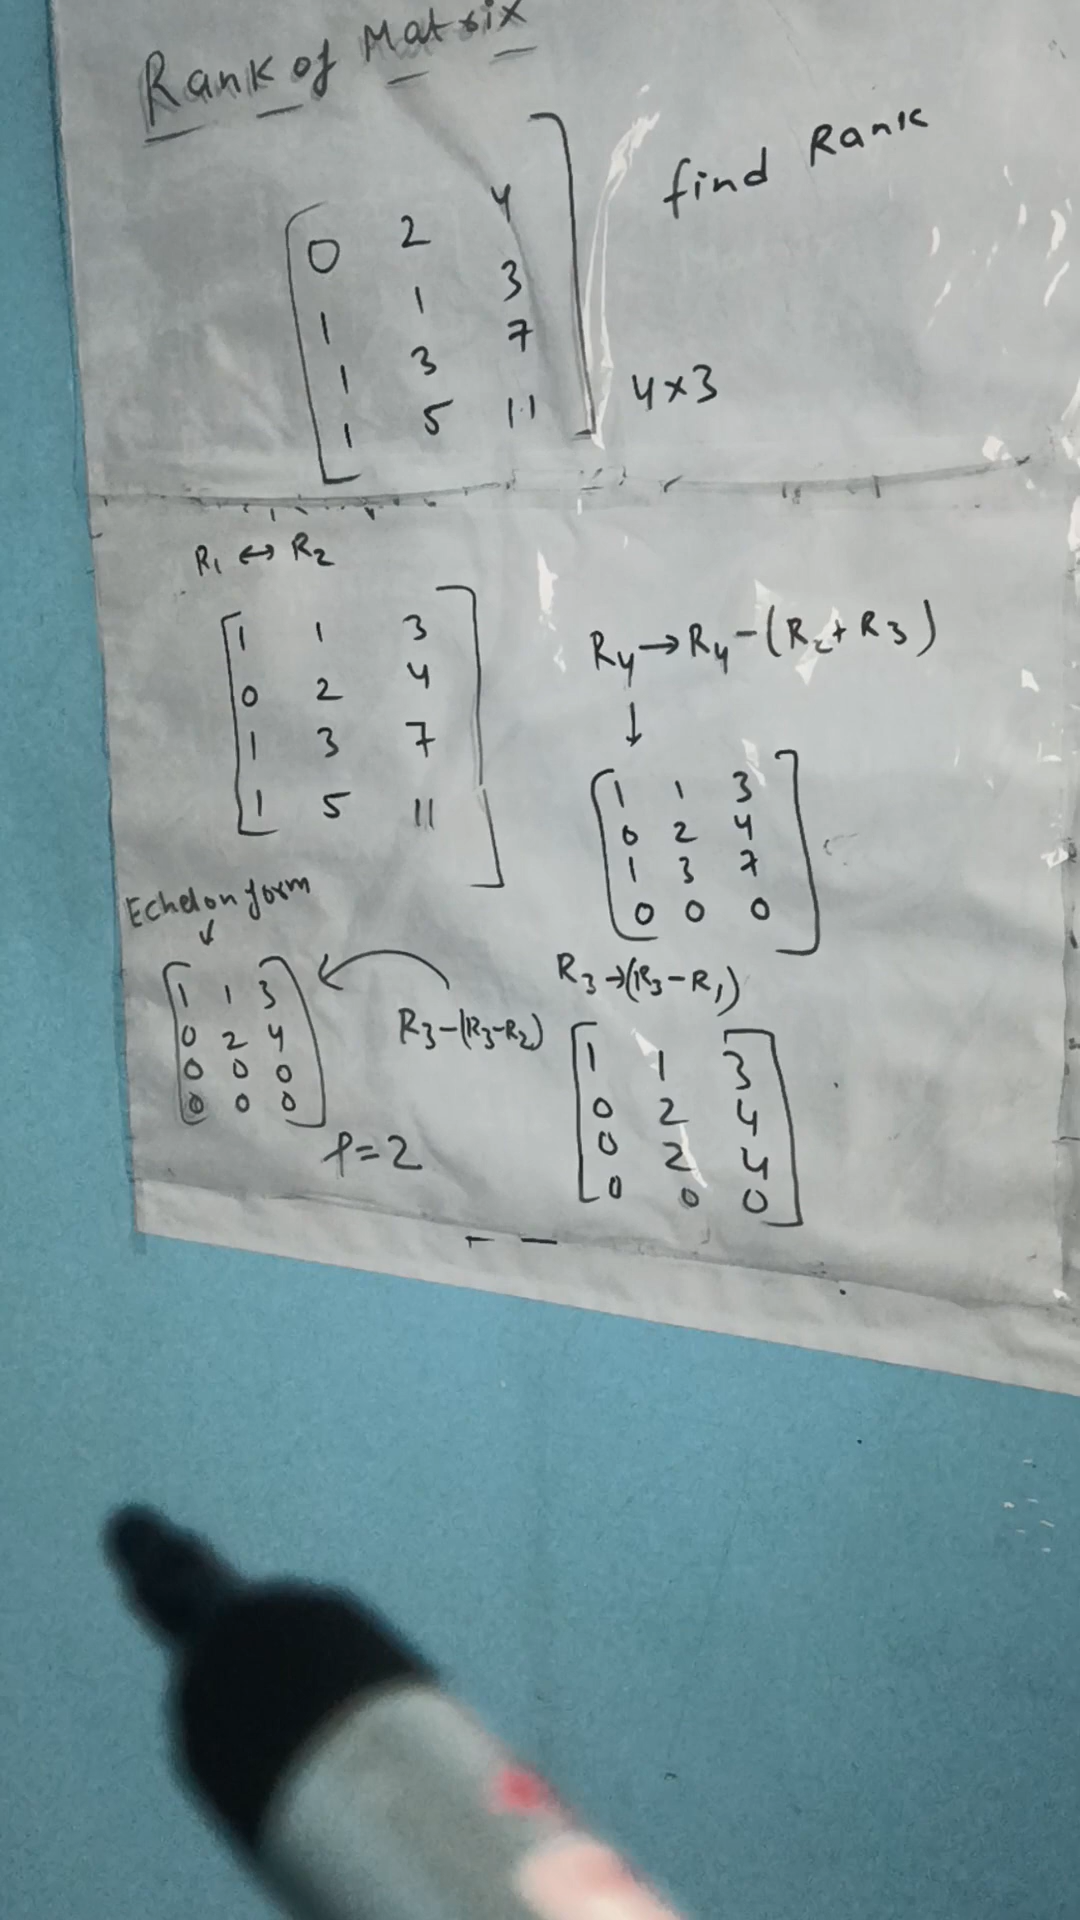 Rank of Matrix
find Rank
0 2 4
1 1 3
1 3 7
1 5 11
4×3
R1 ↔ R2
1 1 3
0 2 4
1 3 7
1 5 11
R4 → R4 - (R2 + R3)
↓
1 1 3
0 2 4
1 3 7
0 0 0
R3 → (R3 - R1)
1 1 3
0 2 4
0 2 4
0 0 0
R3 - (R3 - R2)
Echelon form
↓
1 1 3
0 2 4
0 0 0
0 0 0
ρ = 2